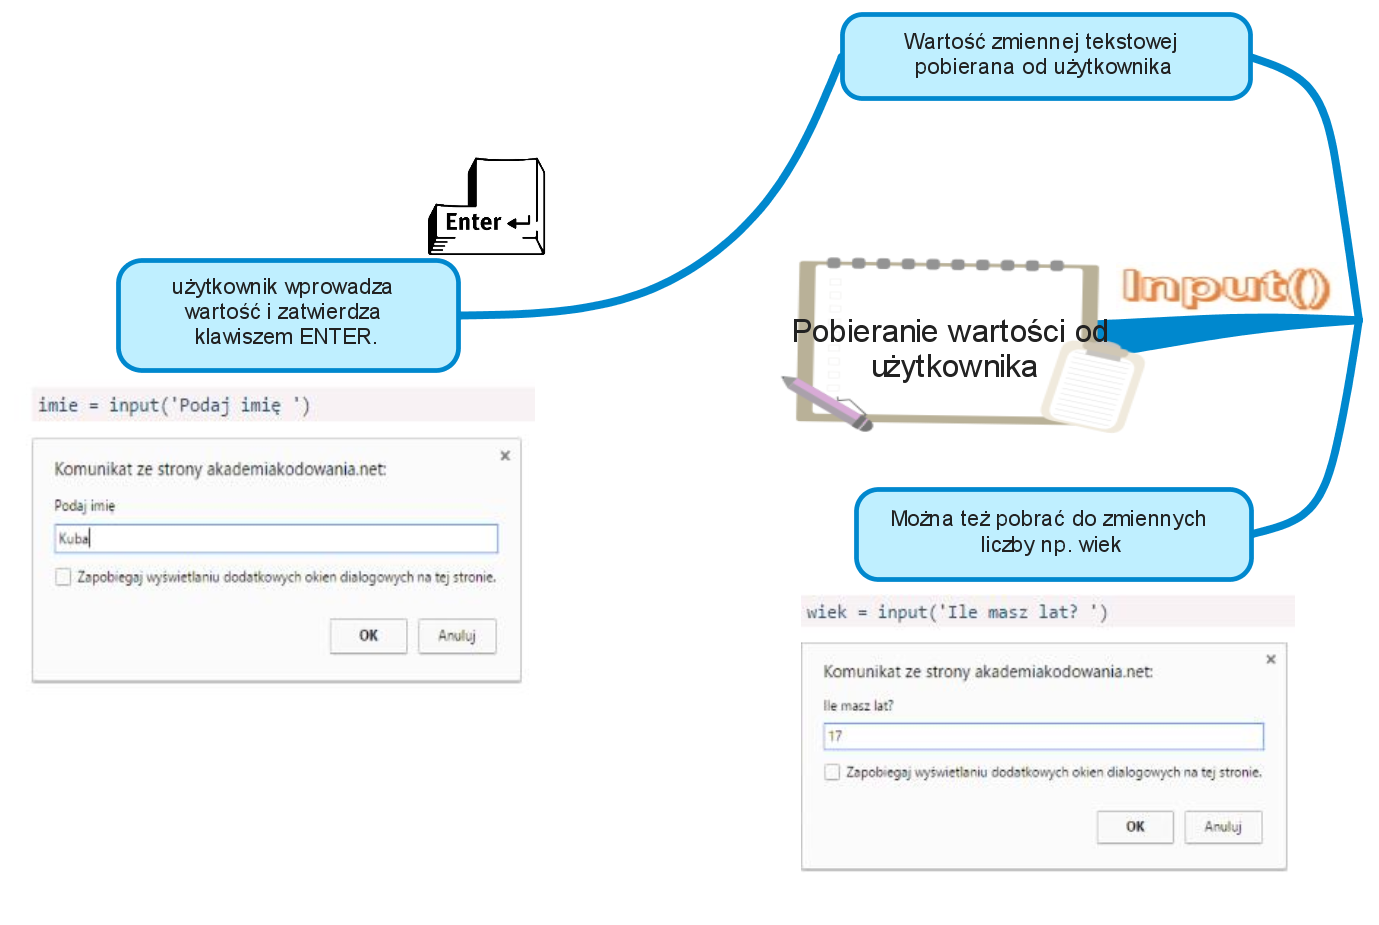 Wartość zmiennej tekstowej
pobierana od użytkownika
Enter
użytkownik wprowadza
wartość i zatwierdza
klawiszem ENTER.
Input()
Pobieranie wartości od
użytkownika
imie = input('Podaj imię ')
Komunikat ze strony akademiakodowania.net:
Podaj imię
Kuba
Zapobiegaj wyświetlaniu dodatkowych okien dialogowych na tej stronie.
OK Anuluj
Można też pobrać do zmiennych
liczby np. wiek
wiek = input('Ile masz lat? ')
Komunikat ze strony akademiakodowania.net:
Ile masz lat?
17
Zapobiegaj wyświetlaniu dodatkowych okien dialogowych na tej stronie.
OK Anuluj